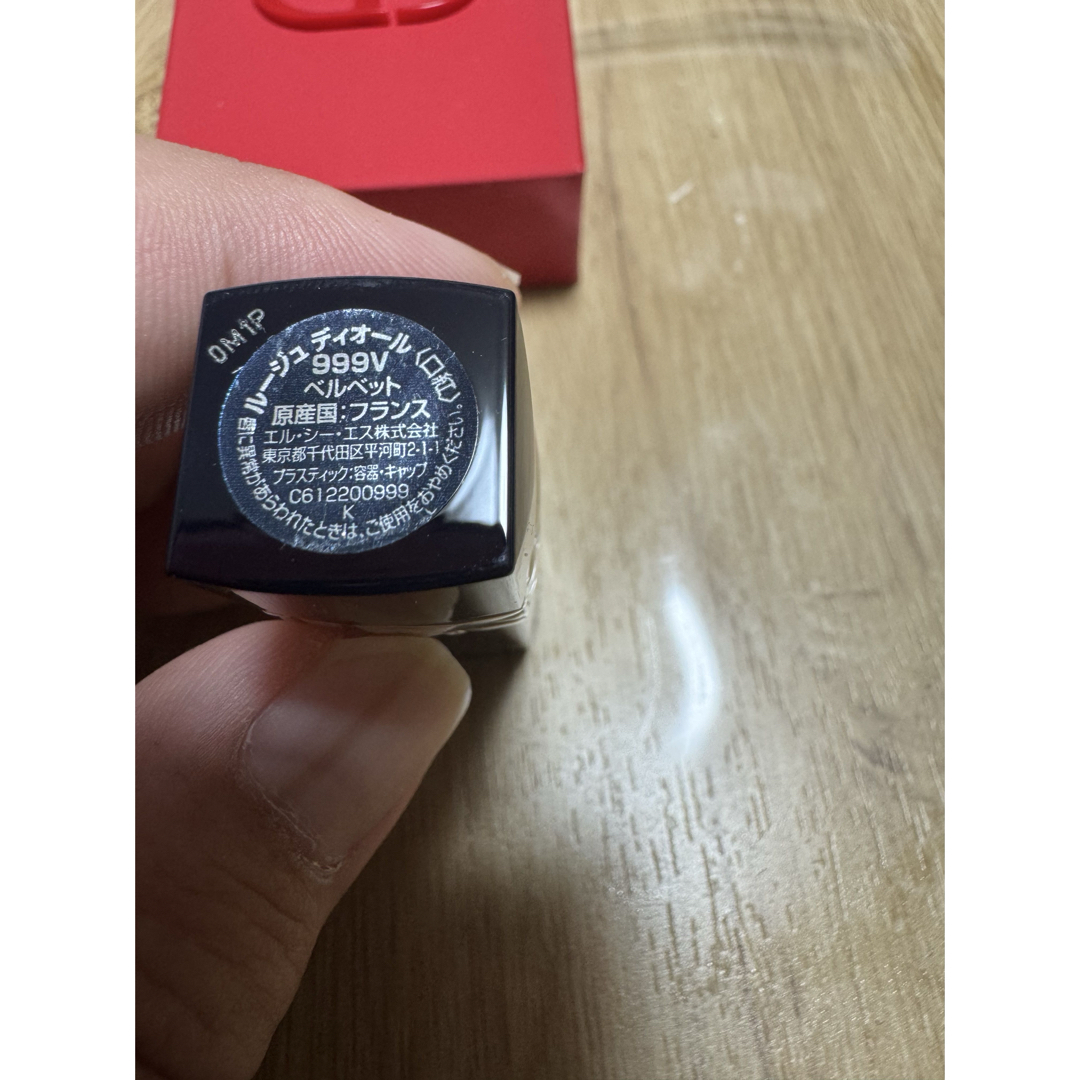 0M1P
ルージュ ディオール〈口紅〉
999V
ベルベット
原産国:フランス
エル・シー・エス株式会社
東京都千代田区平河町2-1-1
プラスティック:容器・キャップ
C612200999
K
唇に異常があらわれたときは、ご使用をおやめください。